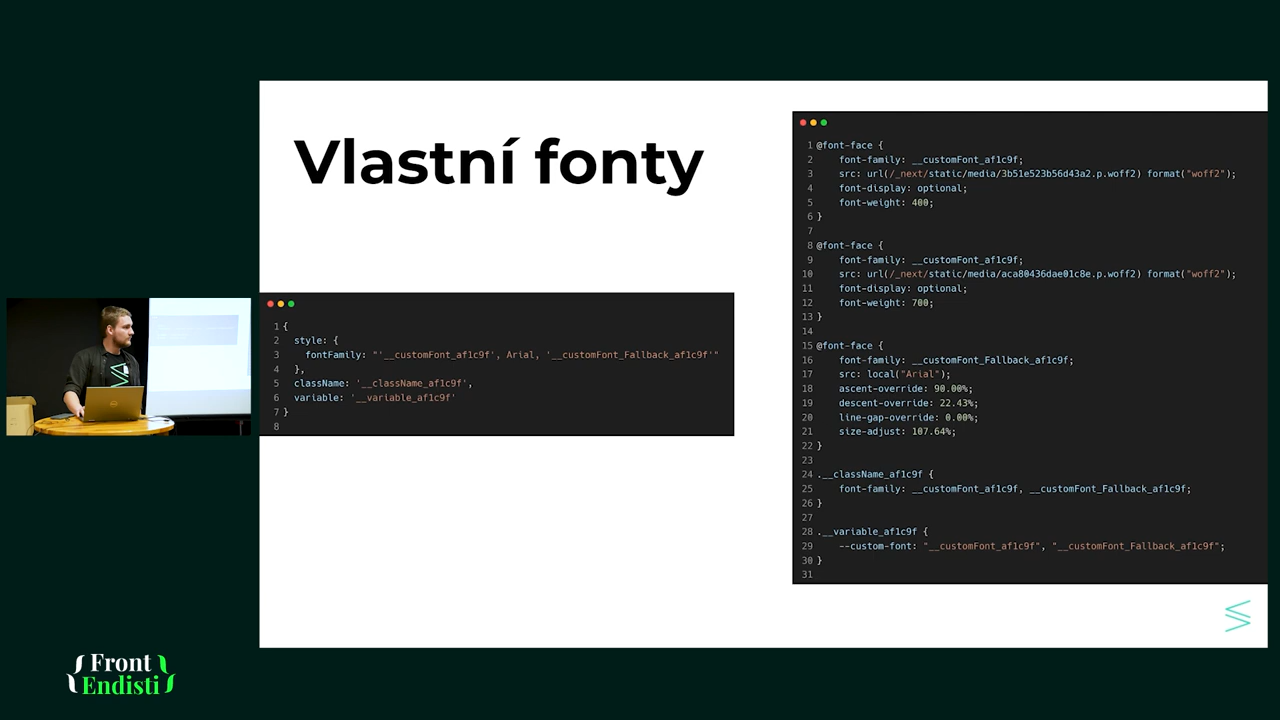 Vlastní fonty
1 {
2 style: {
3 fontFamily: "'__customFont_af1c9f', Arial, '__customFont_Fallback_af1c9f'"
4 },
5 className: '__className_af1c9f',
6 variable: '__variable_af1c9f'
7 }
8
1 @font-face {
2 font-family: __customFont_af1c9f;
3 src: url(/_next/static/media/3b51e523b56d43a2.p.woff2) format("woff2");
4 font-display: optional;
5 font-weight: 400;
6 }
7
8 @font-face {
9 font-family: __customFont_af1c9f;
10 src: url(/_next/static/media/aca80436dae01c8e.p.woff2) format("woff2");
11 font-display: optional;
12 font-weight: 700;
13 }
14
15 @font-face {
16 font-family: __customFont_Fallback_af1c9f;
17 src: local("Arial");
18 ascent-override: 90.00%;
19 descent-override: 22.43%;
20 line-gap-override: 0.00%;
21 size-adjust: 107.64%;
22 }
23
24 .__className_af1c9f {
25 font-family: __customFont_af1c9f, __customFont_Fallback_af1c9f;
26 }
27
28 .__variable_af1c9f {
29 --custom-font: "__customFont_af1c9f", "__customFont_Fallback_af1c9f";
30 }
31
{Front
Endisti}